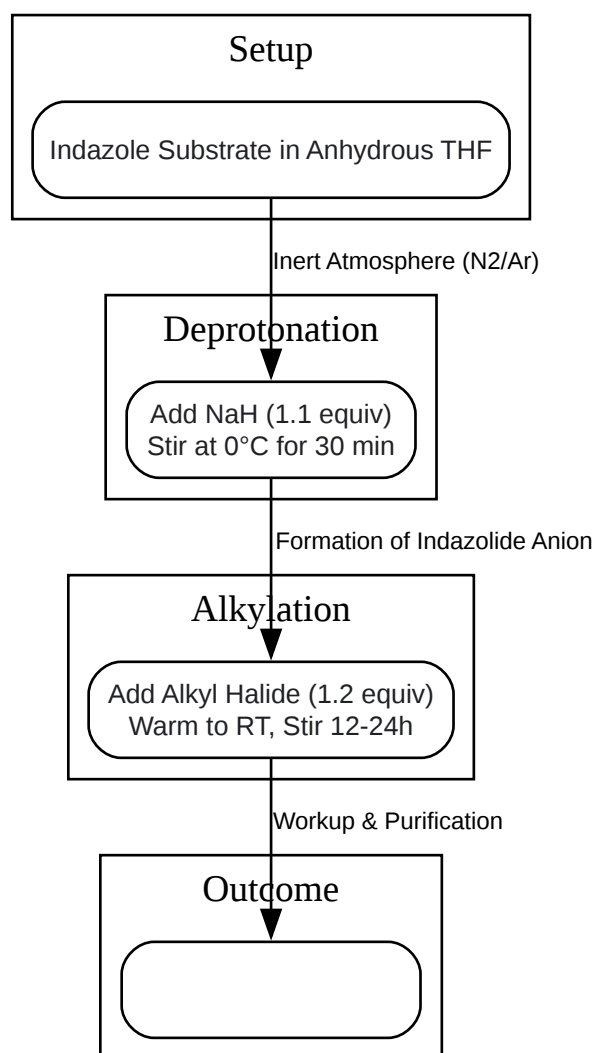 Setup
Indazole Substrate in Anhydrous THF
Inert Atmosphere (N2/Ar)
Deprotonation
Add NaH (1.1 equiv)
Stir at 0°C for 30 min
Formation of Indazolide Anion
Alkylation
Add Alkyl Halide (1.2 equiv)
Warm to RT, Stir 12-24h
Workup & Purification
Outcome